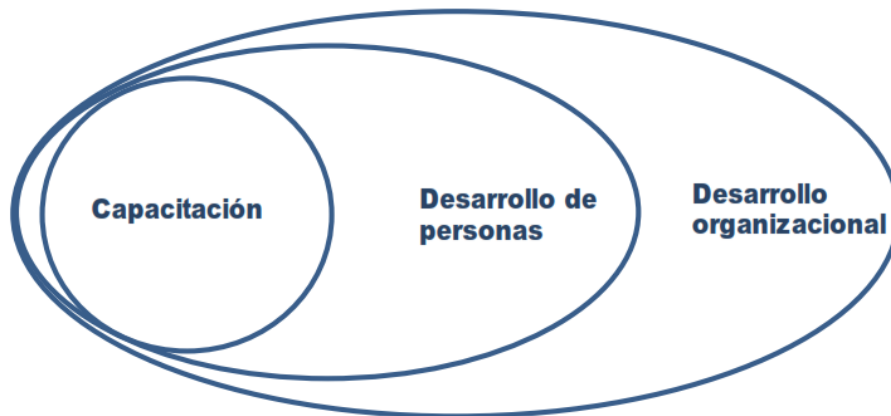 Capacitación
Desarrollo de
personas
Desarrollo
organizacional